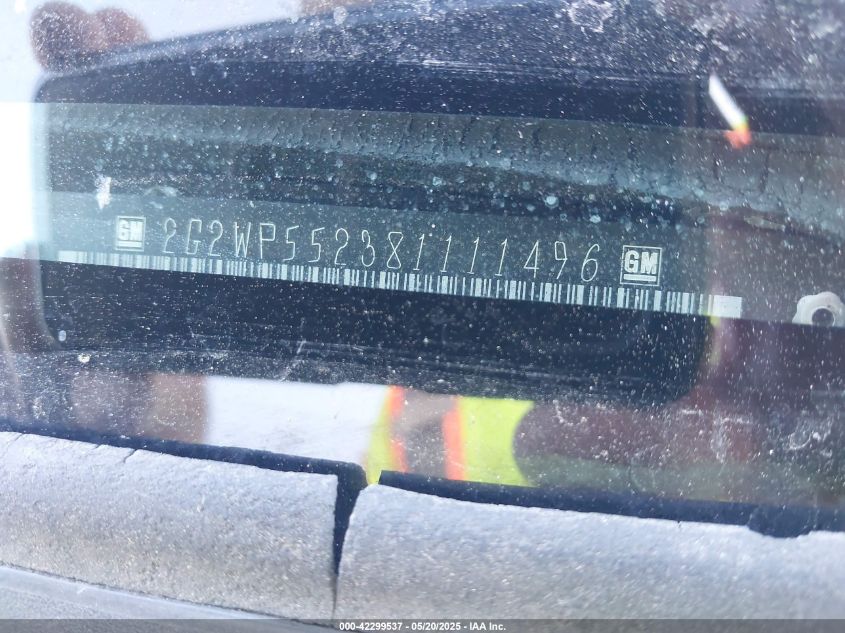 GM 2G2WP552381111496 GM
000-42299537 - 05/20/2025 - IAA Inc.